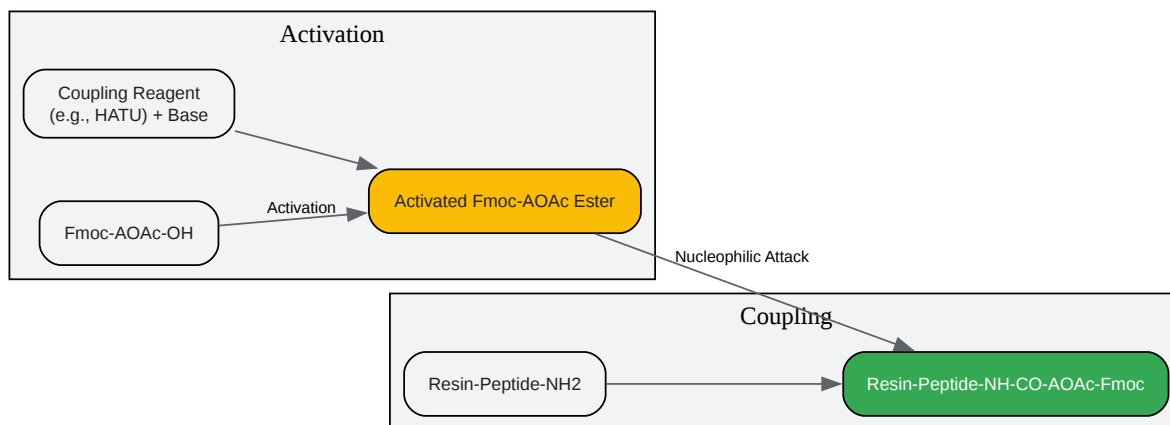 Activation
Coupling Reagent
(e.g., HATU) + Base
Activation
Activated Fmoc-AOAc Ester
Fmoc-AOAc-OH
Nucleophilic Attack
Coupling
Resin-Peptide-NH2
Resin-Peptide-NH-CO-AOAc-Fmoc